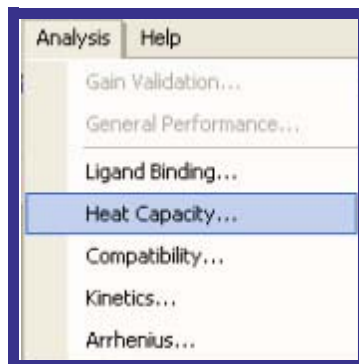 Analysis Help
Gain Validation...
General Performance...
Ligand Binding...
Heat Capacity...
Compatibility...
Kinetics...
Arrhenius...